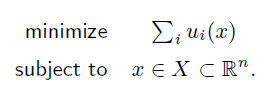 minimize ∑ᵢ uᵢ(x)
subject to x ∈ X ⊂ ℝⁿ.